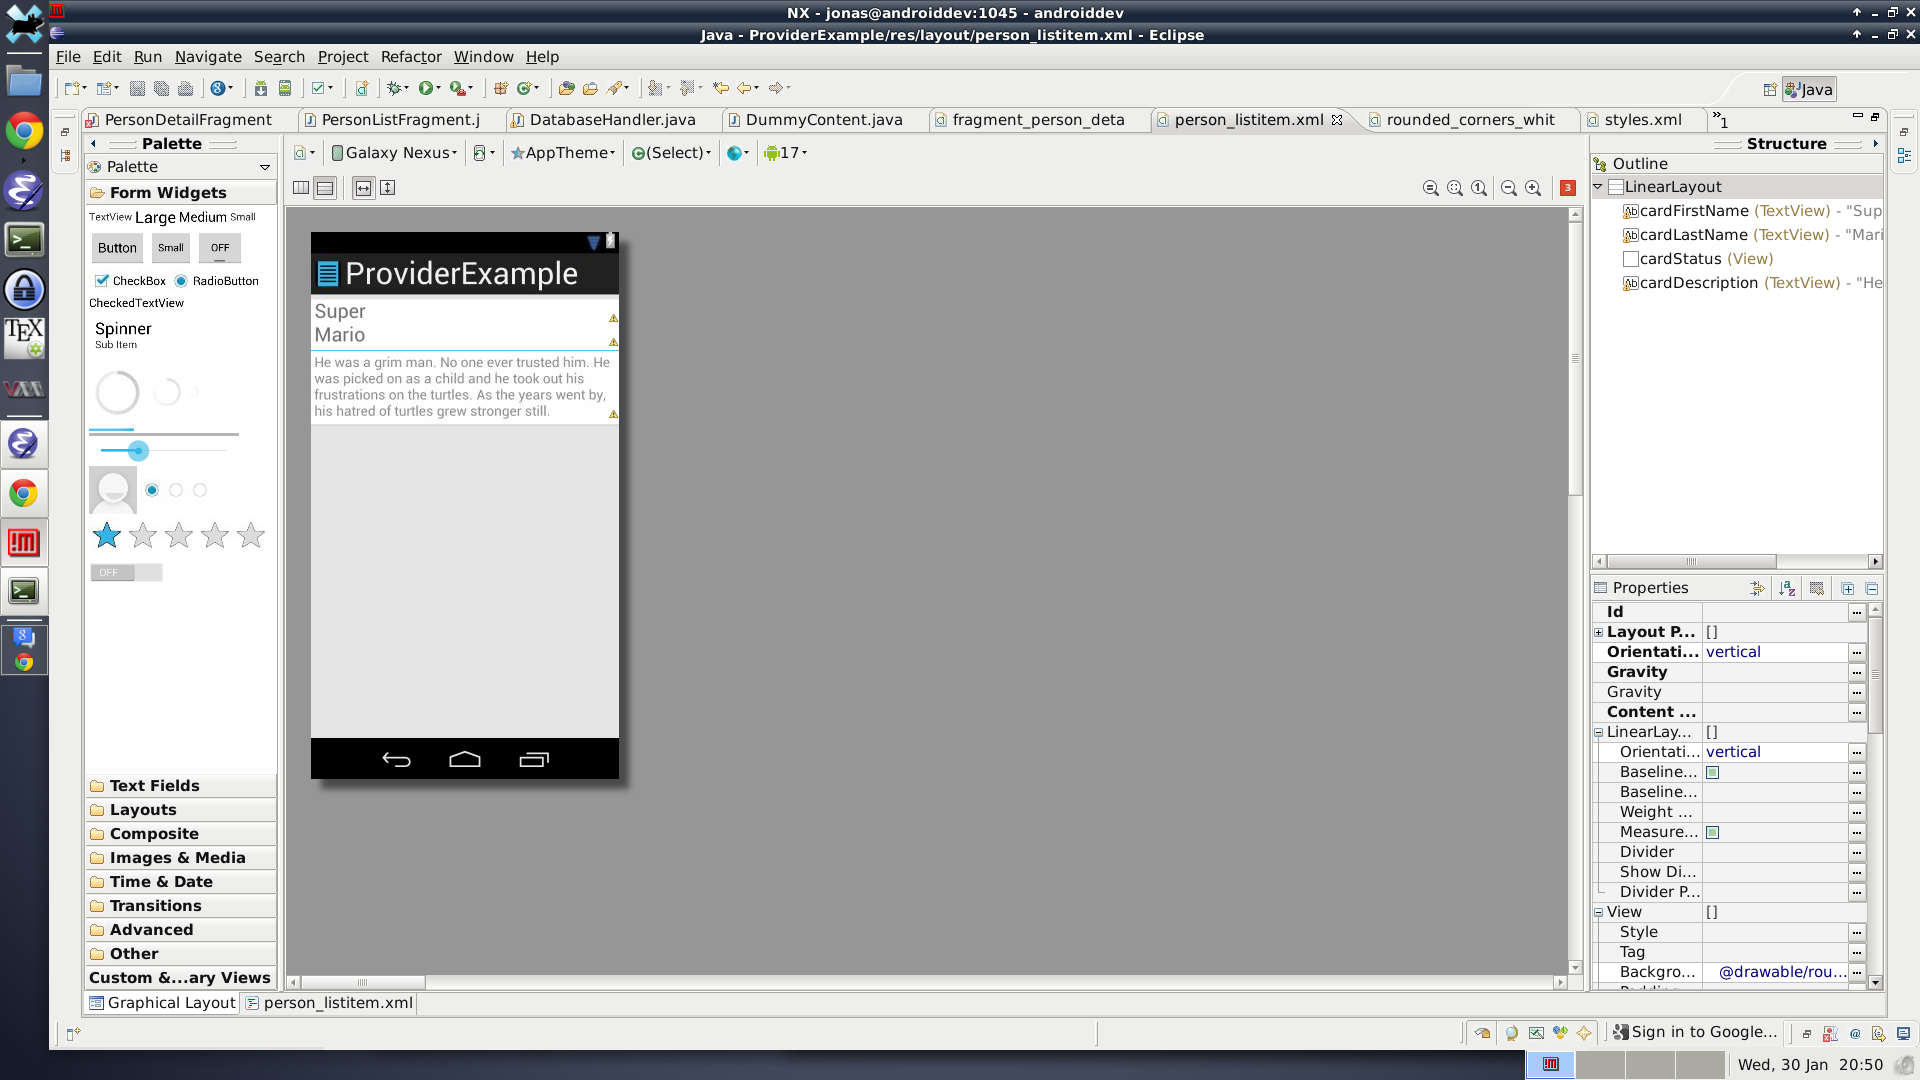 NX - jonas@androiddev:1045 - androiddev
Java - ProviderExample/res/layout/person_listitem.xml - Eclipse
File Edit Run Navigate Search Project Refactor Window Help
Java
PersonDetailFragment PersonListFragment.j DatabaseHandler.java DummyContent.java fragment_person_deta person_listitem.xml rounded_corners_whit styles.xml 1
Palette
Palette
Form Widgets
TextView Large Medium Small
Button Small OFF
CheckBox RadioButton
CheckedTextView
Spinner
Sub Item
OFF
Text Fields
Layouts
Composite
Images & Media
Time & Date
Transitions
Advanced
Other
Custom &...ary Views
Galaxy Nexus AppTheme (Select) 17
3
ProviderExample
Super
Mario
He was a grim man. No one ever trusted him. He
was picked on as a child and he took out his
frustrations on the turtles. As the years went by,
his hatred of turtles grew stronger still.
Graphical Layout person_listitem.xml
Structure
Outline
LinearLayout
cardFirstName (TextView) - "Sup
cardLastName (TextView) - "Mari
cardStatus (View)
cardDescription (TextView) - "He
Properties
Id
Layout P... []
Orientati... vertical
Gravity
Gravity
Content ...
LinearLay... []
Orientati... vertical
Baseline...
Baseline...
Weight ...
Measure...
Divider
Show Di...
Divider P...
View []
Style
Tag
Backgro... @drawable/rou...
Sign in to Google...
Wed, 30 Jan 20:50